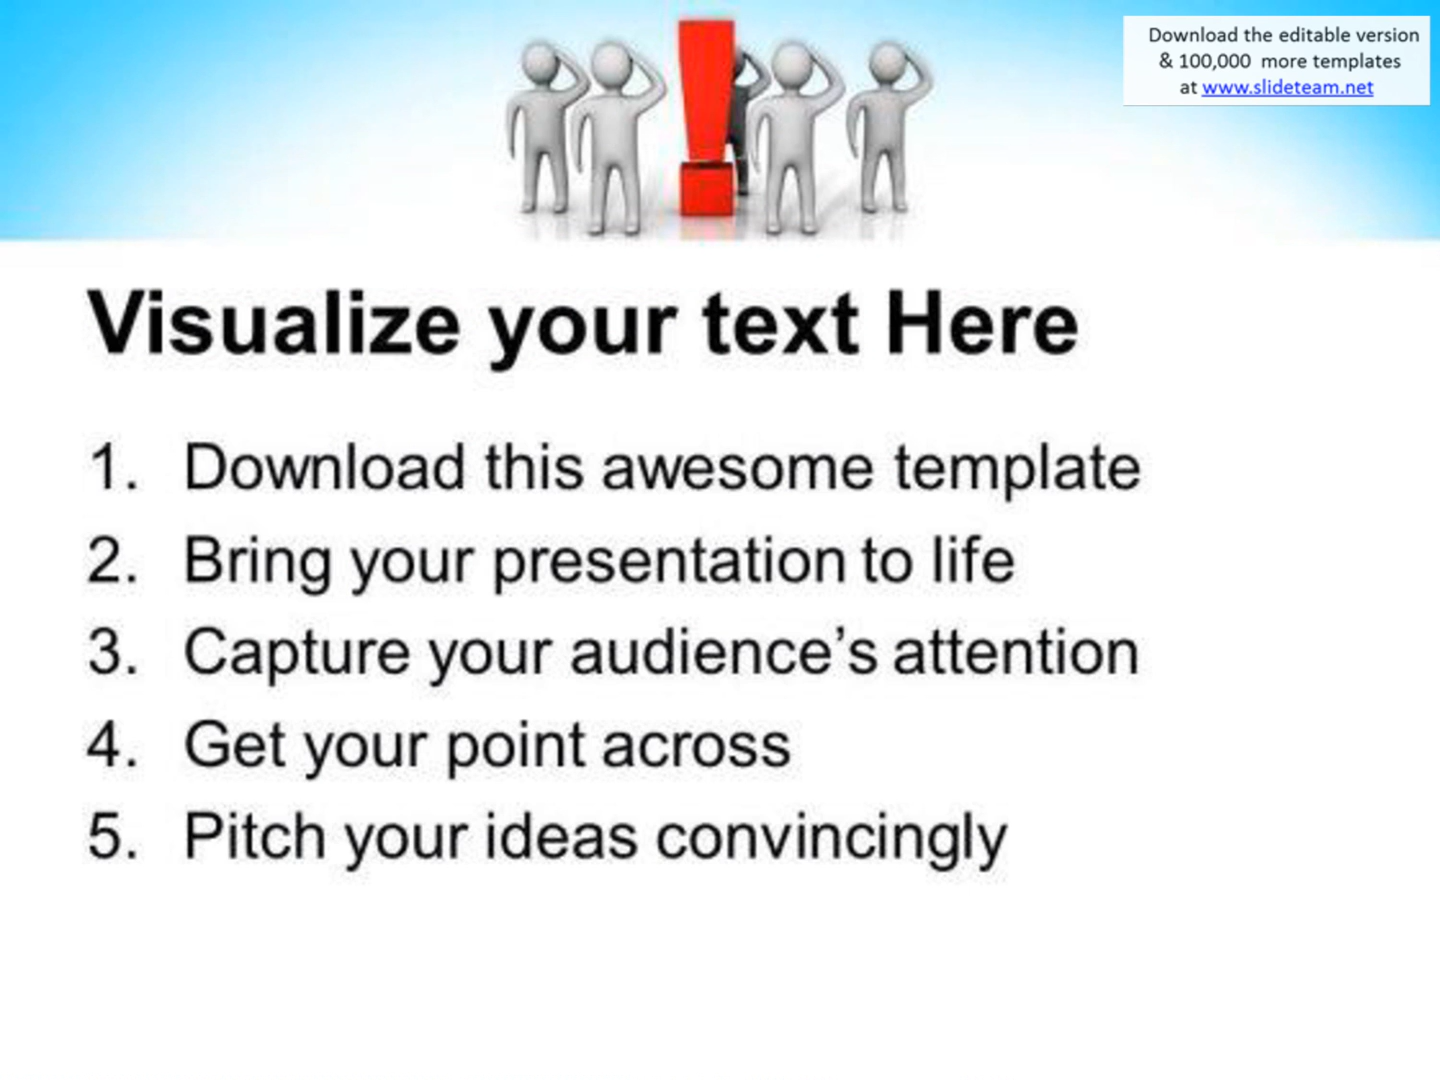 Download the editable version
& 100,000 more templates
at www.slideteam.net
Visualize your text Here
1. Download this awesome template
2. Bring your presentation to life
3. Capture your audience’s attention
4. Get your point across
5. Pitch your ideas convincingly